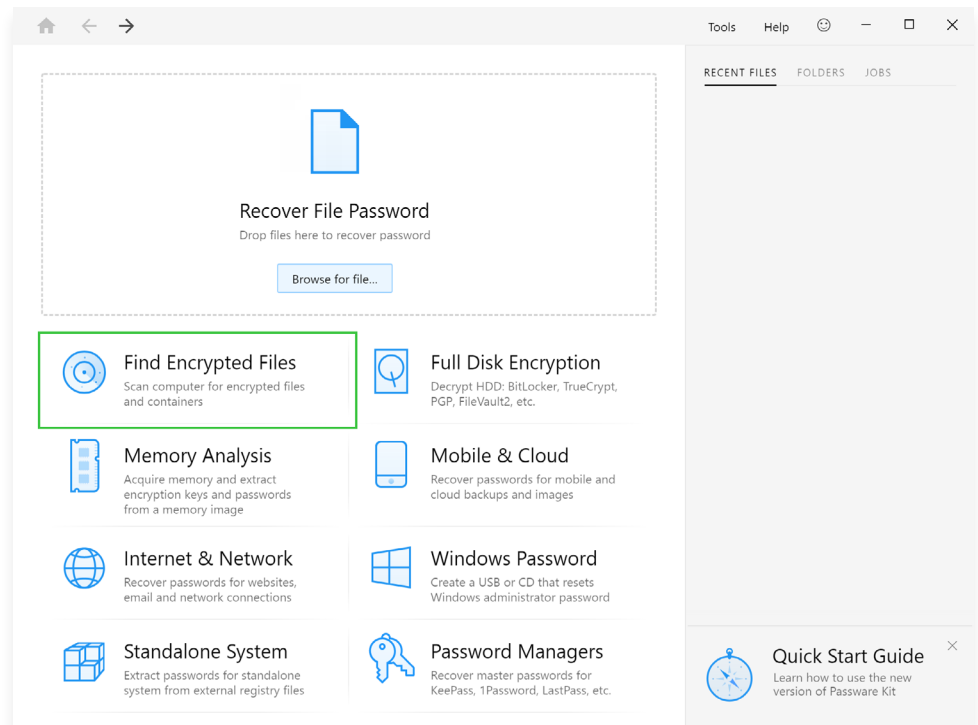 Tools Help
RECENT FILES FOLDERS JOBS
Recover File Password
Drop files here to recover password
Browse for file...
Find Encrypted Files
Scan computer for encrypted files
and containers
Full Disk Encryption
Decrypt HDD: BitLocker, TrueCrypt,
PGP, FileVault2, etc.
Memory Analysis
Acquire memory and extract
encryption keys and passwords
from a memory image
Mobile & Cloud
Recover passwords for mobile and
cloud backups and images
Internet & Network
Recover passwords for websites,
email and network connections
Windows Password
Create a USB or CD that resets
Windows administrator password
Standalone System
Extract passwords for standalone
system from external registry files
Password Managers
Recover master passwords for
KeePass, 1Password, LastPass, etc.
Quick Start Guide
Learn how to use the new
version of Passware Kit